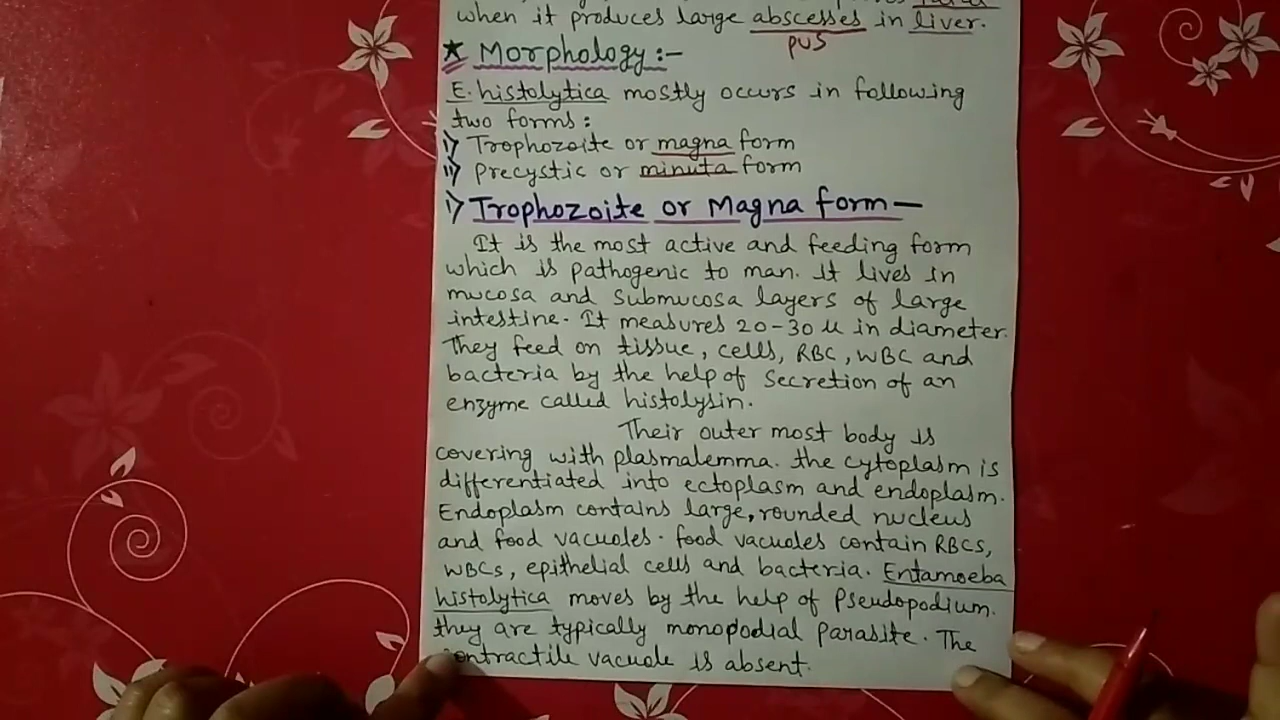 when it produces large abscesses in liver.
pus
★ Morphology :-
E. histolytica mostly occurs in following
two forms :
i) Trophozoite or magna form
ii) Precystic or minuta form
i) Trophozoite or Magna form —
It is the most active and feeding form
which is pathogenic to man. It lives in
mucosa and submucosa layers of large
intestine. It measures 20-30 µ in diameter.
They feed on tissue, cells, RBC, WBC and
bacteria by the help of secretion of an
enzyme called histolysin.
Their outer most body is
covering with plasmalemma. the cytoplasm is
differentiated into ectoplasm and endoplasm.
Endoplasm contains large, rounded nucleus
and food vacuoles. food vacuoles contain RBCs,
WBCs, epithelial cells and bacteria. Entamoeba
histolytica moves by the help of Pseudopodium.
they are typically monopodial parasite. The
contractile vacuole is absent.